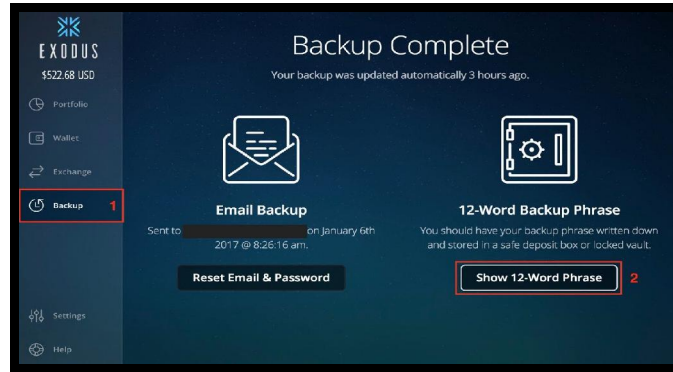 EXODUS
$522.68 USD
Portfolio
Wallet
Exchange
Backup 1
Settings
Help
Backup Complete
Your backup was updated automatically 3 hours ago.
Email Backup
Sent to on January 6th
2017 @ 8:26:16 am.
Reset Email & Password
12-Word Backup Phrase
You should have your backup phrase written down
and stored in a safe deposit box or locked vault.
Show 12-Word Phrase 2